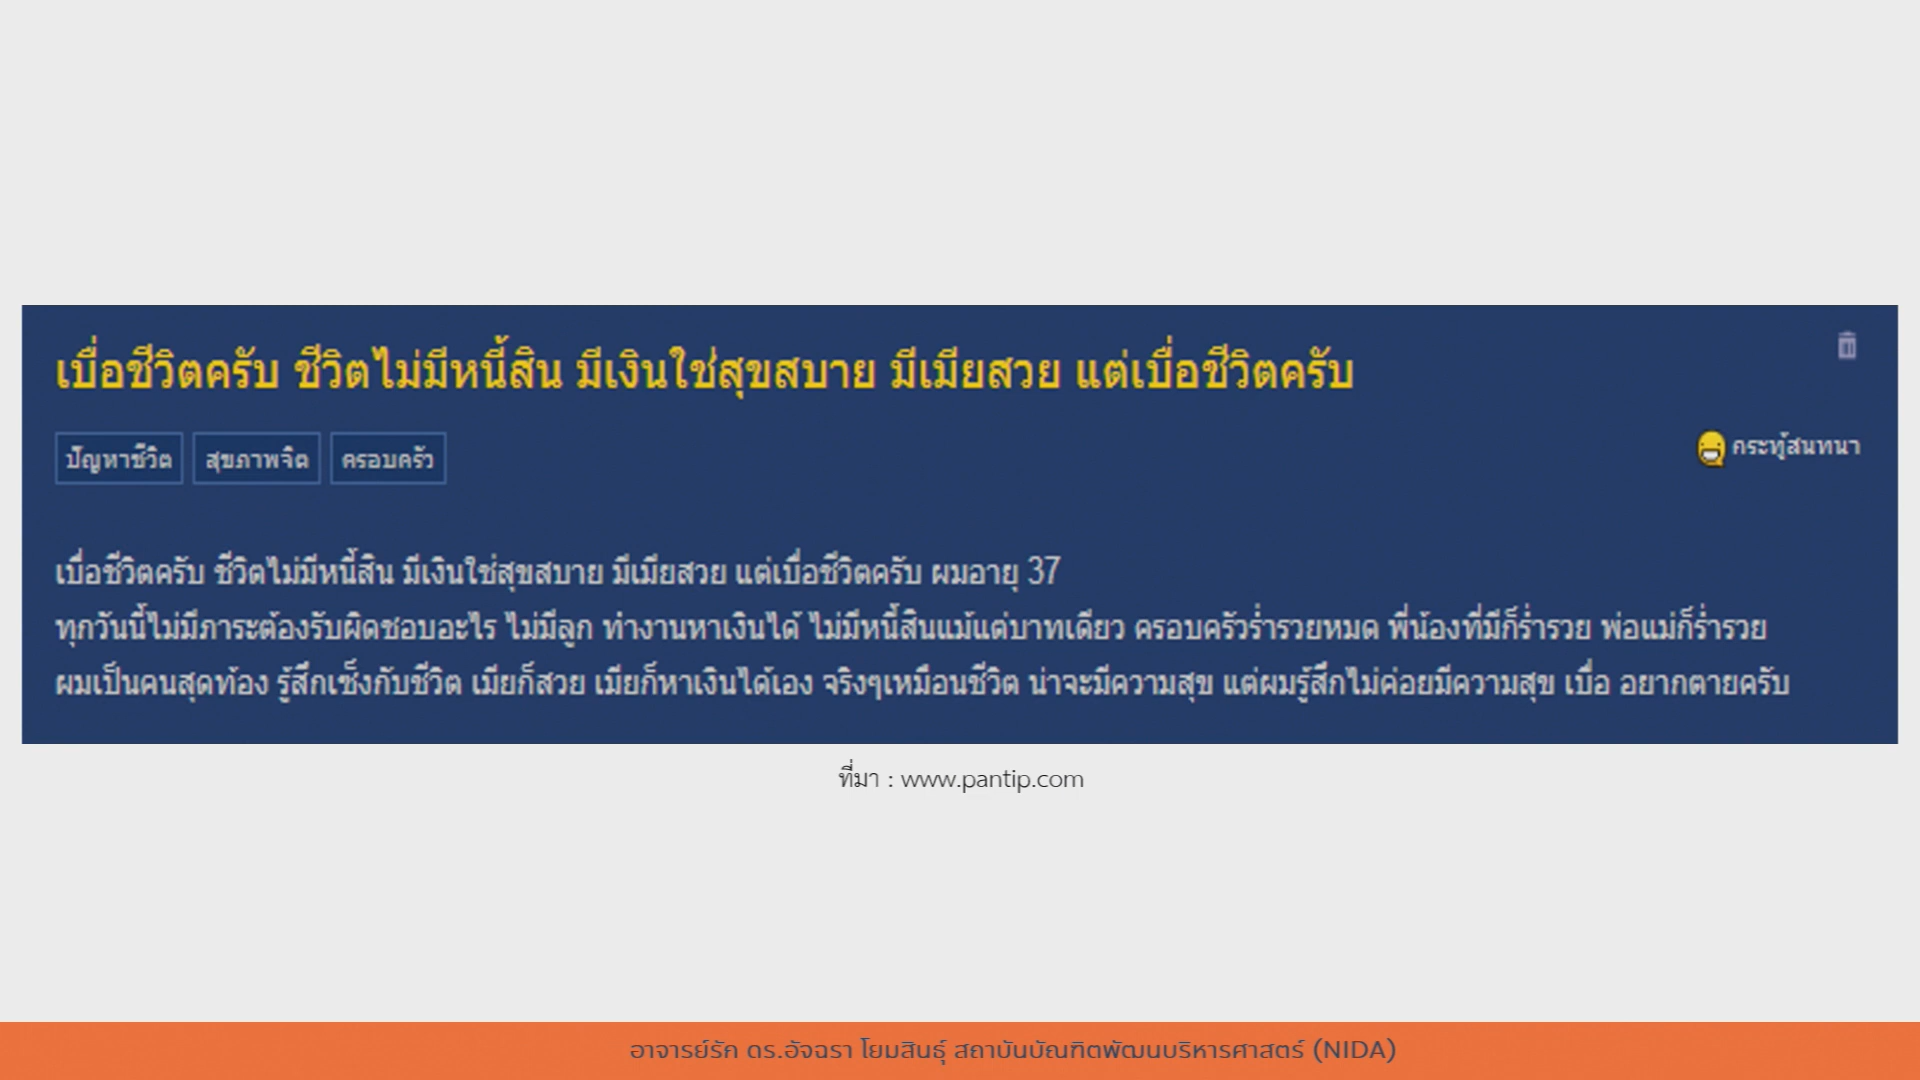 เบื่อชีวิตครับ ชีวิตไม่มีหนี้สิน มีเงินใช่สุขสบาย มีเมียสวย แต่เบื่อชีวิตครับ
ปัญหาชีวิต สุขภาพจิต ครอบครัว
กระทู้สนทนา
เบื่อชีวิตครับ ชีวิตไม่มีหนี้สิน มีเงินใช่สุขสบาย มีเมียสวย แต่เบื่อชีวิตครับ ผมอายุ 37
ทุกวันนี้ไม่มีภาระต้องรับผิดชอบอะไร ไม่มีลูก ทำงานหาเงินได้ ไม่มีหนี้สินแม้แต่บาทเดียว ครอบครัวร่ำรวยหมด พี่น้องที่มีก็ร่ำรวย พ่อแม่ก็ร่ำรวย
ผมเป็นคนสุดท้อง รู้สึกเซ็งกับชีวิต เมียก็สวย เมียก็หาเงินได้เอง จริงๆเหมือนชีวิต น่าจะมีความสุข แต่ผมรู้สึกไม่ค่อยมีความสุข เบื่อ อยากตายครับ
ที่มา : www.pantip.com
อาจารย์รัก ดร.อัจฉรา โยมสินธุ์ สถาบันบัณฑิตพัฒนบริหารศาสตร์ (NIDA)